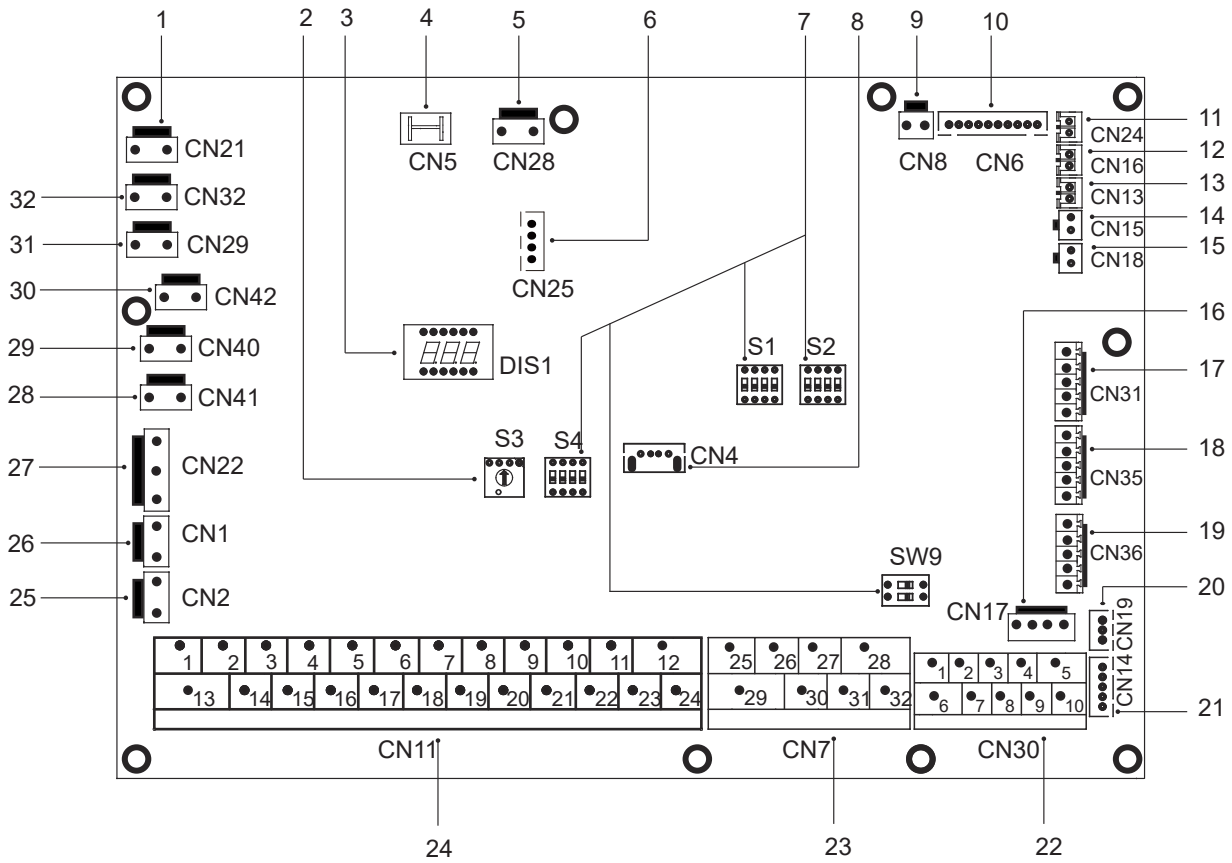 1 2 3 4 5 6 7 8 9 10
11
CN21 CN5 CN28 CN8 CN6 CN24
12
CN16
13
32 CN32 CN13
14
CN15
31 CN29 15
CN18
CN25
30 CN42
16
29 CN40 DIS1 S1 S2
17
28 CN41 CN31
S3 S4
27 CN22 CN4 18
CN35
CN1 19
26 CN36
SW9
25 CN2 20
CN17 CN19
1 2 3 4 5 6 7 8 9 10 11 12 25 26 27 28 1 2 3 4 5
CN14
13 14 15 16 17 18 19 20 21 22 23 24 29 30 31 32 6 7 8 9 10
21
CN11 CN7 CN30
24 23 22